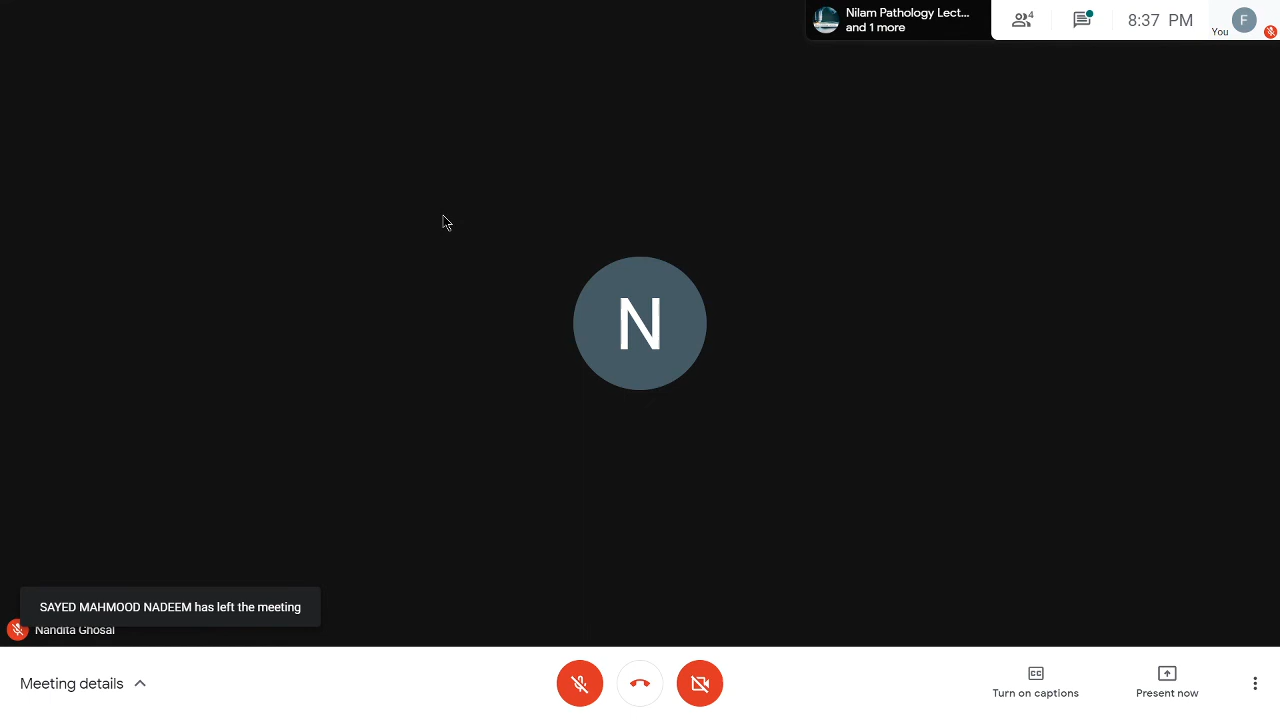 Nilam Pathology Lect...
and 1 more
4
8:37 PM
You
F
N
SAYED MAHMOOD NADEEM has left the meeting
Nandita Ghosal
Meeting details
CC
Turn on captions
Present now